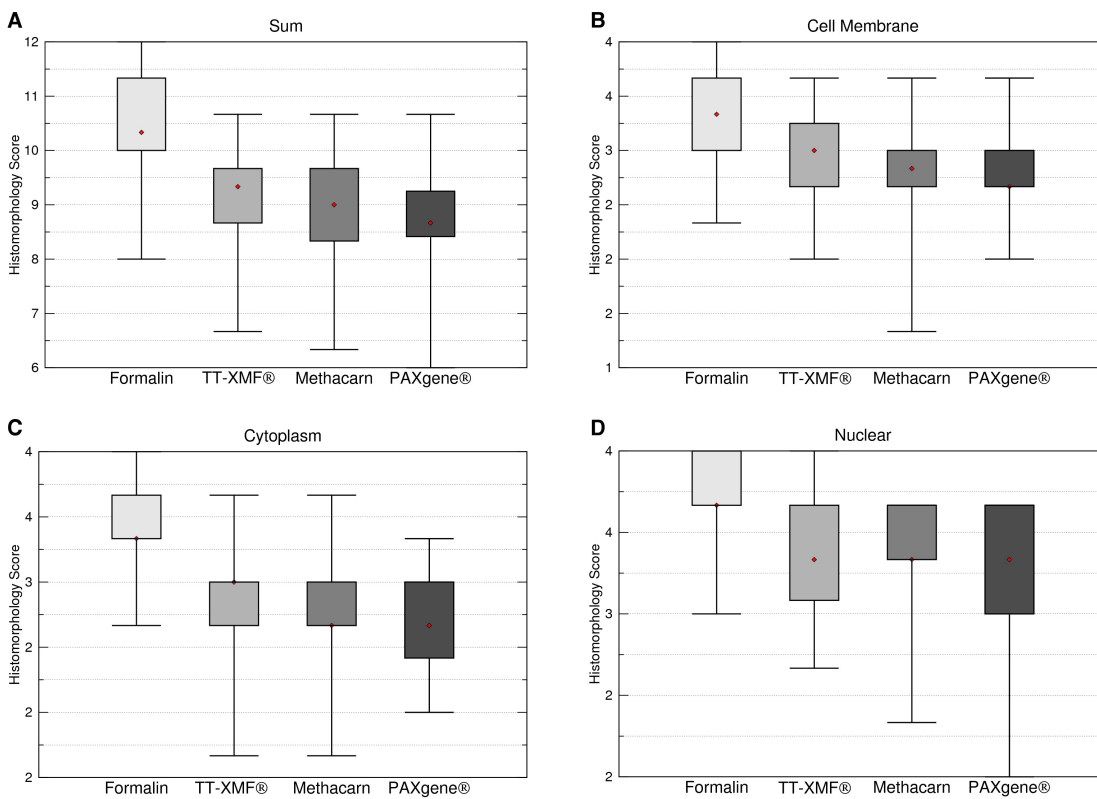 A
Sum
Histomorphology Score
12
11
10
9
8
7
6
Formalin TT-XMF® Methacarn PAXgene®
B
Cell Membrane
Histomorphology Score
4
4
3
2
2
2
1
Formalin TT-XMF® Methacarn PAXgene®
C
Cytoplasm
Histomorphology Score
4
4
3
2
2
2
Formalin TT-XMF® Methacarn PAXgene®
D
Nuclear
Histomorphology Score
4
4
3
2
2
Formalin TT-XMF® Methacarn PAXgene®